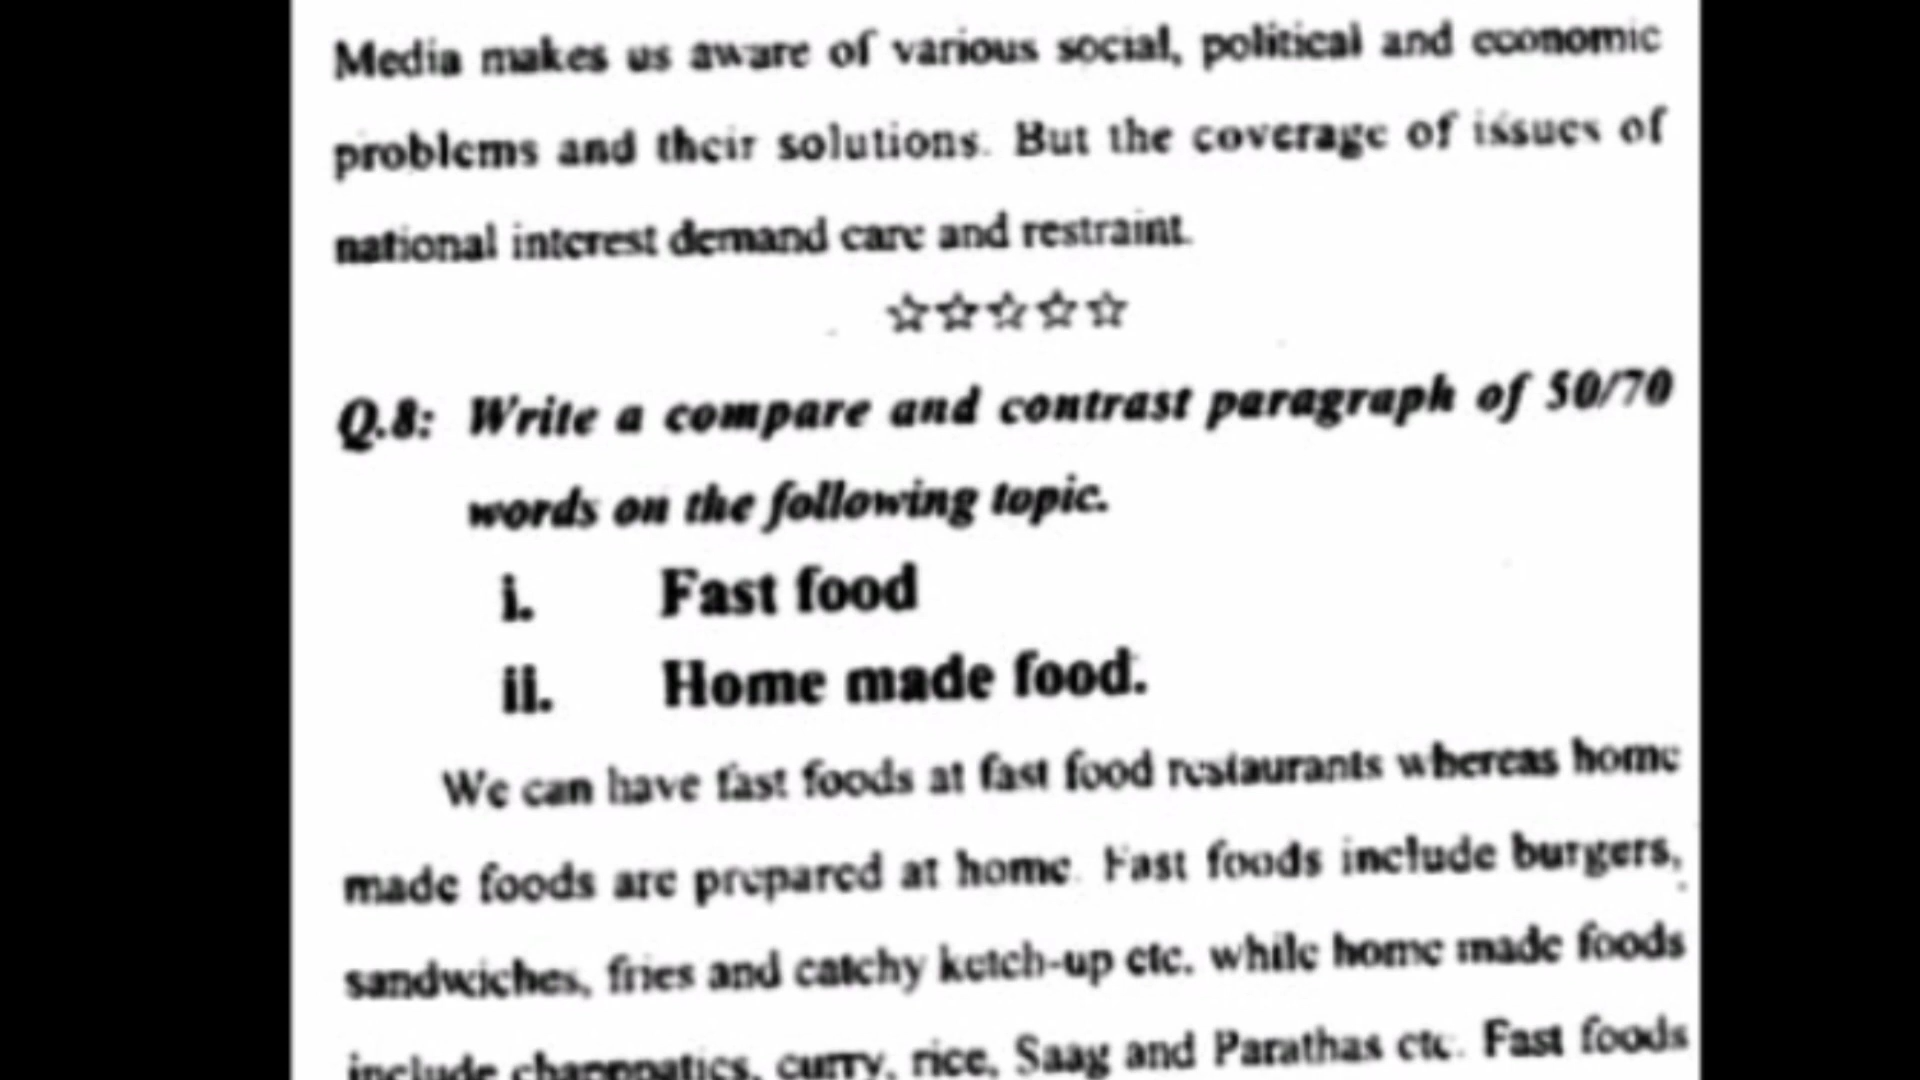 Media makes us aware of various social, political and economic
problems and their solutions. But the coverage of issues of
national interest demand care and restraint.
☆☆☆☆☆
Q.8: Write a compare and contrast paragraph of 50/70
words on the following topic.
i. Fast food
ii. Home made food.
We can have fast foods at fast food restaurants whereas home
made foods are prepared at home. Fast foods include burgers,
sandwiches, fries and catchy ketch-up etc. while home made foods
include chapppatics, curry, rice, Saag and Parathas etc. Fast foods